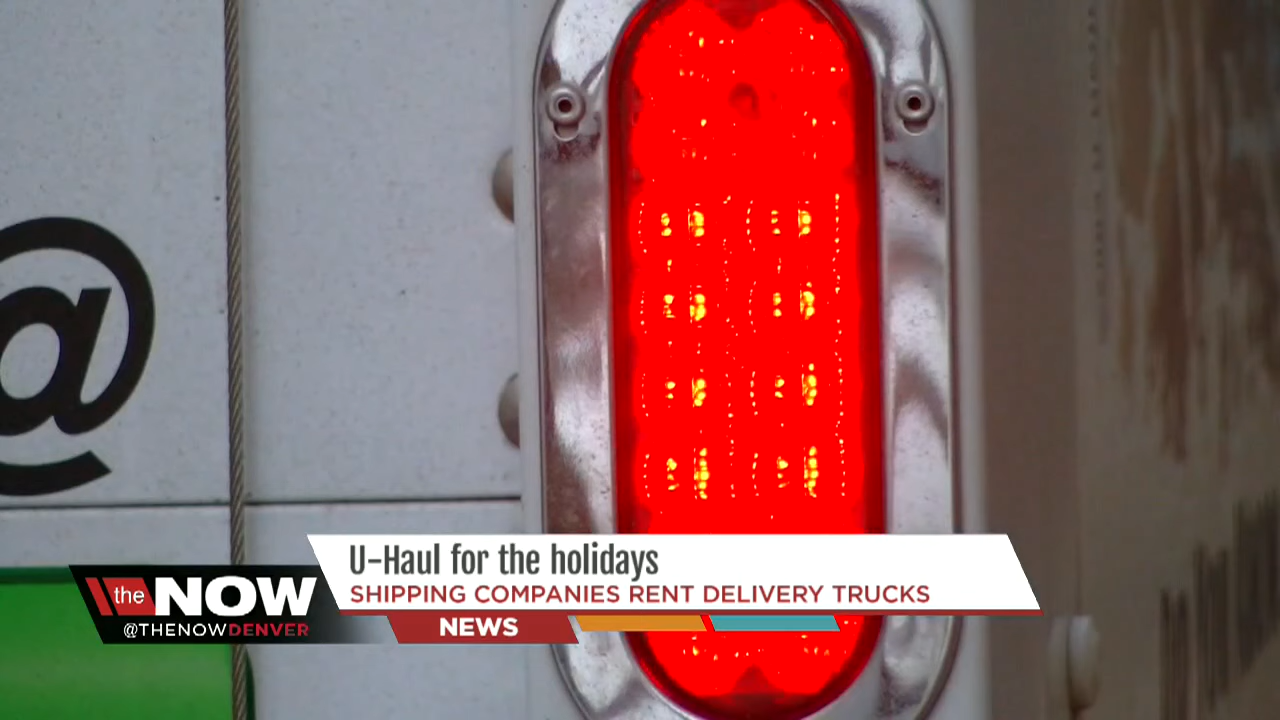 @
U-Haul for the holidays
SHIPPING COMPANIES RENT DELIVERY TRUCKS
the NOW
@THENOWDENVER
NEWS